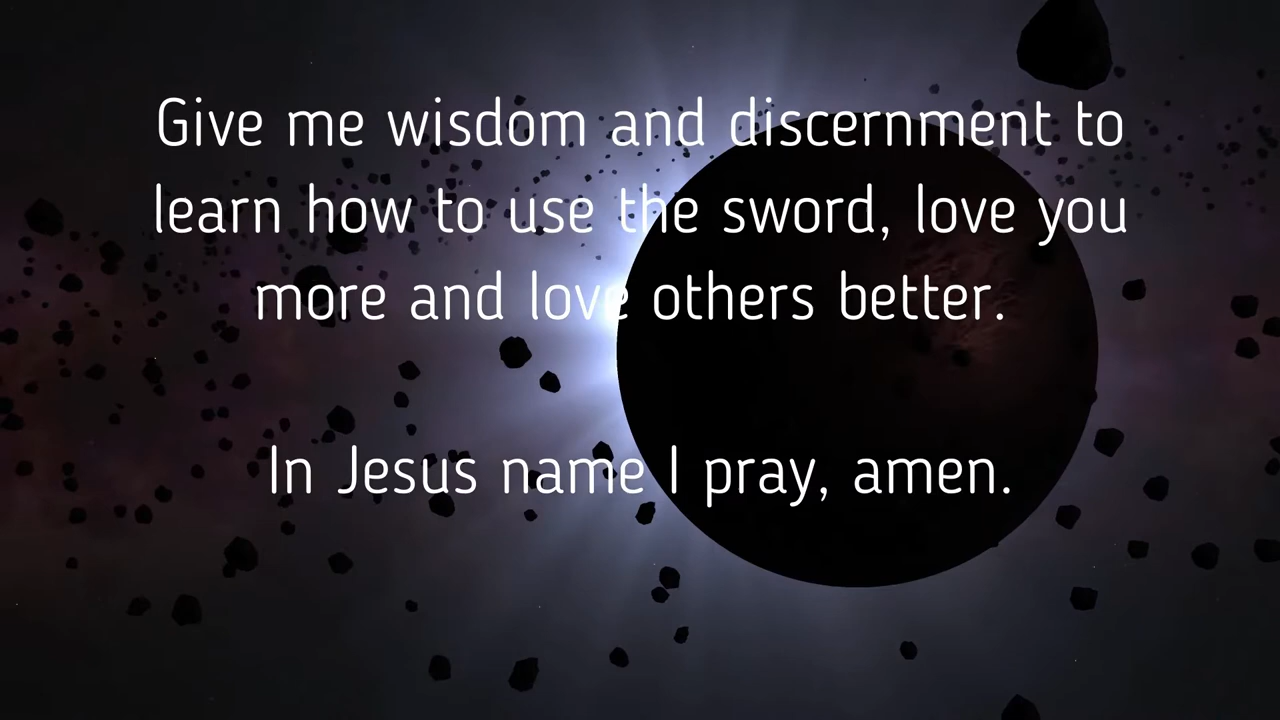 Give me wisdom and discernment to
learn how to use the sword, love you
more and love others better.
In Jesus name I pray, amen.